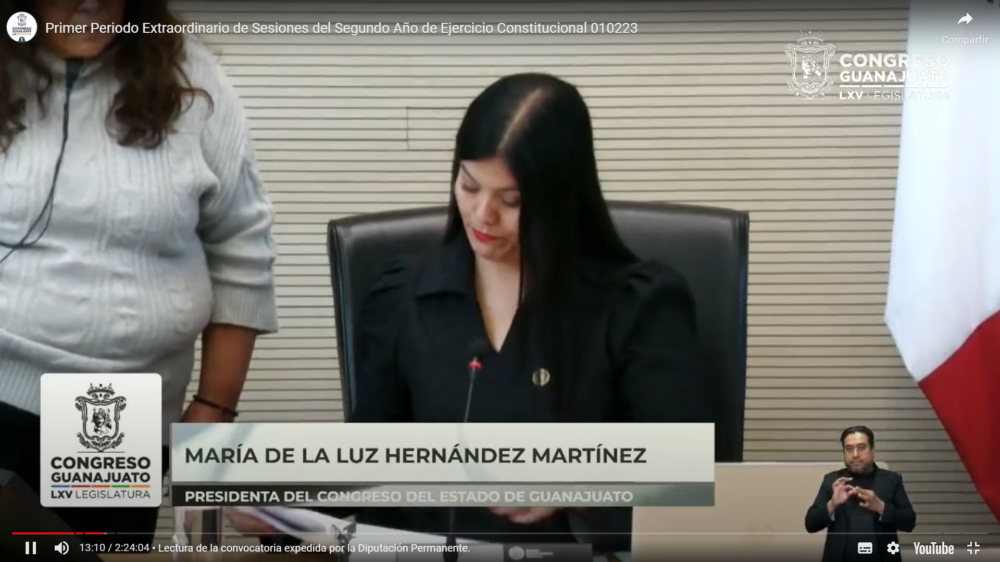 Primer Periodo Extraordinario de Sesiones del Segundo Año de Ejercicio Constitucional 010223
Compartir
CONGRESO
GUANAJUATO
LXV LEGISLATURA
CONGRESO
GUANAJUATO
LXV LEGISLATURA
MARÍA DE LA LUZ HERNÁNDEZ MARTÍNEZ
PRESIDENTA DEL CONGRESO DEL ESTADO DE GUANAJUATO
13:10 / 2:24:04 • Lectura de la convocatoria expedida por la Diputación Permanente.
YouTube